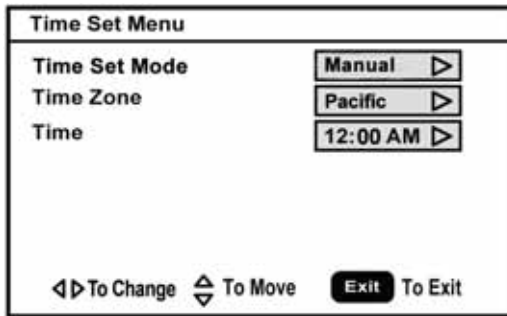 Time Set Menu
Time Set Mode Manual
Time Zone Pacific
Time 12:00 AM
To Change To Move Exit To Exit